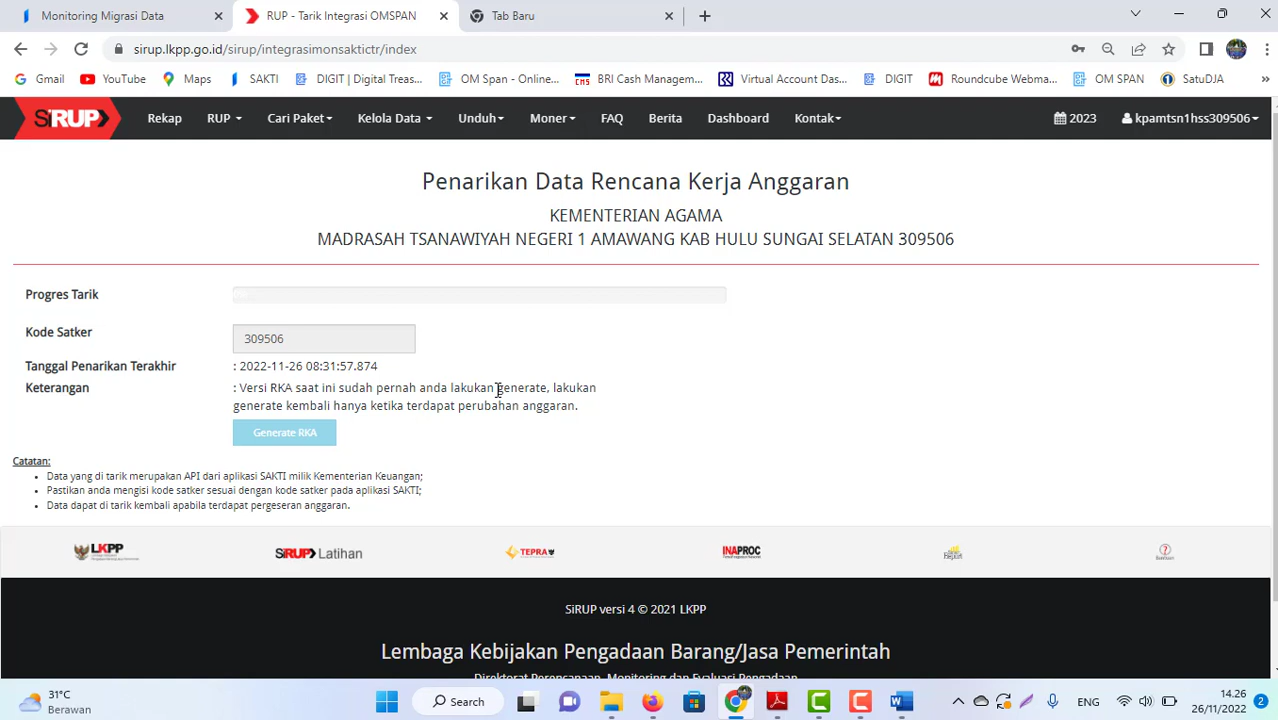 Monitoring Migrasi Data
RUP - Tarik Integrasi OMSPAN
Tab Baru
sirup.lkpp.go.id/sirup/integrasimonsaktictr/index
Gmail
YouTube
Maps
SAKTI
DIGIT | Digital Treas...
OM Span - Online...
CMS
BRI Cash Managem...
Virtual Account Das...
DIGIT
Roundcube Webma...
OM SPAN
SatuDJA
SiRUP
Rekap
RUP
Cari Paket
Kelola Data
Unduh
Moner
FAQ
Berita
Dashboard
Kontak
2023
kpamtsn1hss309506
Penarikan Data Rencana Kerja Anggaran
KEMENTERIAN AGAMA
MADRASAH TSANAWIYAH NEGERI 1 AMAWANG KAB HULU SUNGAI SELATAN 309506
Progres Tarik
Kode Satker
309506
Tanggal Penarikan Terakhir
: 2022-11-26 08:31:57.874
Keterangan
: Versi RKA saat ini sudah pernah anda lakukan generate, lakukan
generate kembali hanya ketika terdapat perubahan anggaran.
Generate RKA
Catatan:
Data yang di tarik merupakan API dari aplikasi SAKTI milik Kementerian Keuangan;
Pastikan anda mengisi kode satker sesuai dengan kode satker pada aplikasi SAKTI;
Data dapat di tarik kembali apabila terdapat pergeseran anggaran.
LKPP
SiRUP Latihan
TEPRA
INAPROC
SiRUP versi 4 © 2021 LKPP
Lembaga Kebijakan Pengadaan Barang/Jasa Pemerintah
Direktorat Perencanaan, Monitoring dan Evaluasi Pengadaan
31°C
Berawan
Search
ENG
14.26
26/11/2022
2